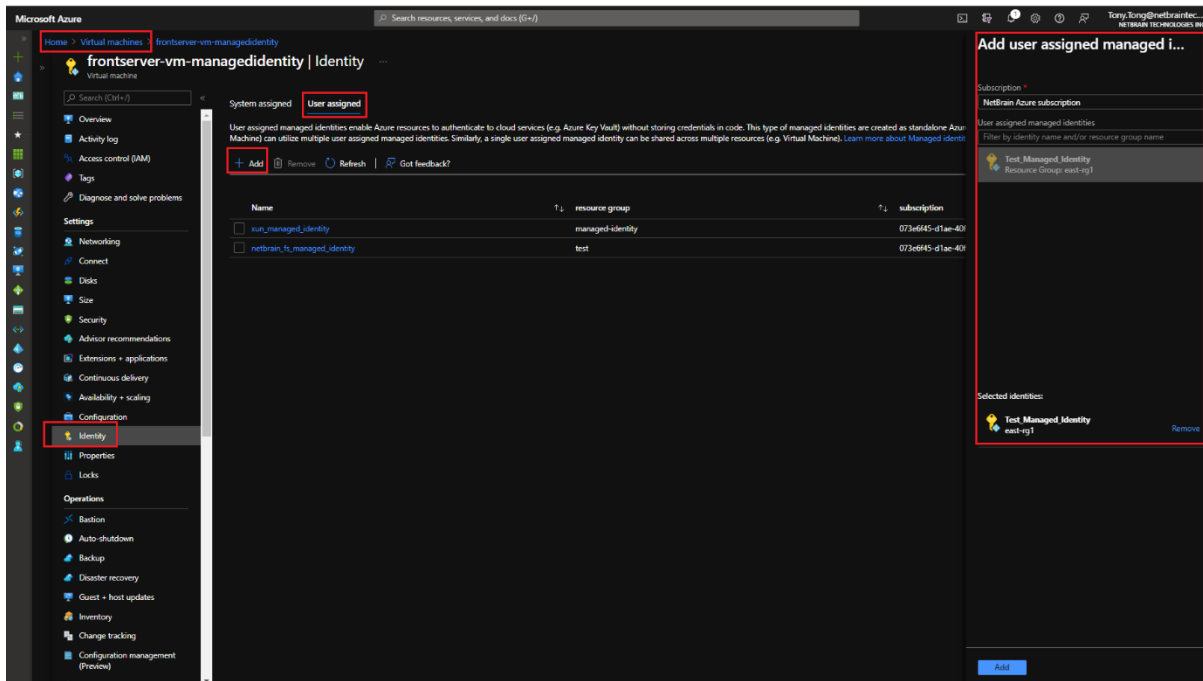 Microsoft Azure
Search resources, services, and docs (G+/)
1
Tony.Tong@netbraintec...
NETBRAIN TECHNOLOGIES INC
Home > Virtual machines > frontserver-vm-managedidentity
frontserver-vm-managedidentity | Identity ...
Virtual machine
Search (Ctrl+/)
Overview
Activity log
Access control (IAM)
Tags
Diagnose and solve problems
Settings
Networking
Connect
Disks
Size
Security
Advisor recommendations
Extensions + applications
Continuous delivery
Availability + scaling
Configuration
Identity
Properties
Locks
Operations
Bastion
Auto-shutdown
Backup
Disaster recovery
Guest + host updates
Inventory
Change tracking
Configuration management
(Preview)
System assigned User assigned
User assigned managed identities enable Azure resources to authenticate to cloud services (e.g. Azure Key Vault) without storing credentials in code. This type of managed identities are created as standalone Azur
Machine) can utilize multiple user assigned managed identities. Similarly, a single user assigned managed identity can be shared across multiple resources (e.g. Virtual Machine). Learn more about Managed identit
Add Remove Refresh | Got feedback?
Name resource group subscription
xun_managed_identity managed-identity 073e6f45-d1ae-40f
netbrain_fs_managed_identity test 073e6f45-d1ae-40f
Add user assigned managed i...
Subscription *
NetBrain Azure subscription
User assigned managed identities
Filter by identity name and/or resource group name
Test_Managed_Identity
Resource Group: east-rg1
Selected identities:
Test_Managed_Identity
east-rg1
Remove
Add